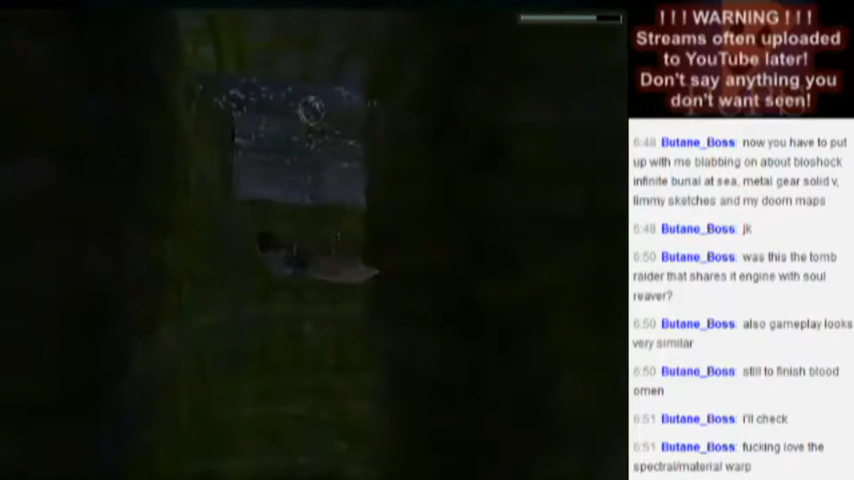 ! ! ! WARNING ! ! !
Streams often uploaded
to YouTube later!
Don't say anything you
don't want seen!
6:48 Butane_Boss: now you have to put
up with me blabbing on about bioshock
infinite burial at sea, metal gear solid v,
limmy sketches and my doom maps
6:48 Butane_Boss: jk
6:50 Butane_Boss: was this the tomb
raider that shares it engine with soul
reaver?
6:50 Butane_Boss: also gameplay looks
very similar
6:50 Butane_Boss: still to finish blood
omen
6:51 Butane_Boss: i'll check
6:51 Butane_Boss: fucking love the
spectral/material warp